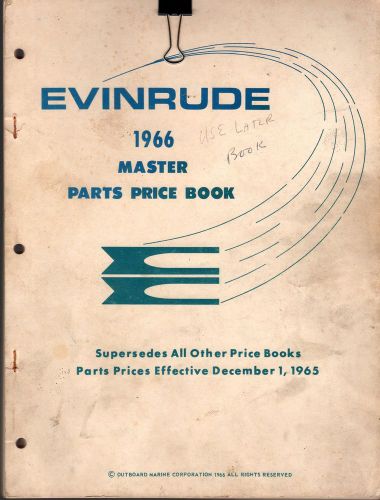 EVINRUDE
1966
USE LATER
BOOK
MASTER
PARTS PRICE BOOK
Supersedes All Other Price Books
Parts Prices Effective December 1, 1965
© OUTBOARD MARINE CORPORATION 1966 ALL RIGHTS RESERVED